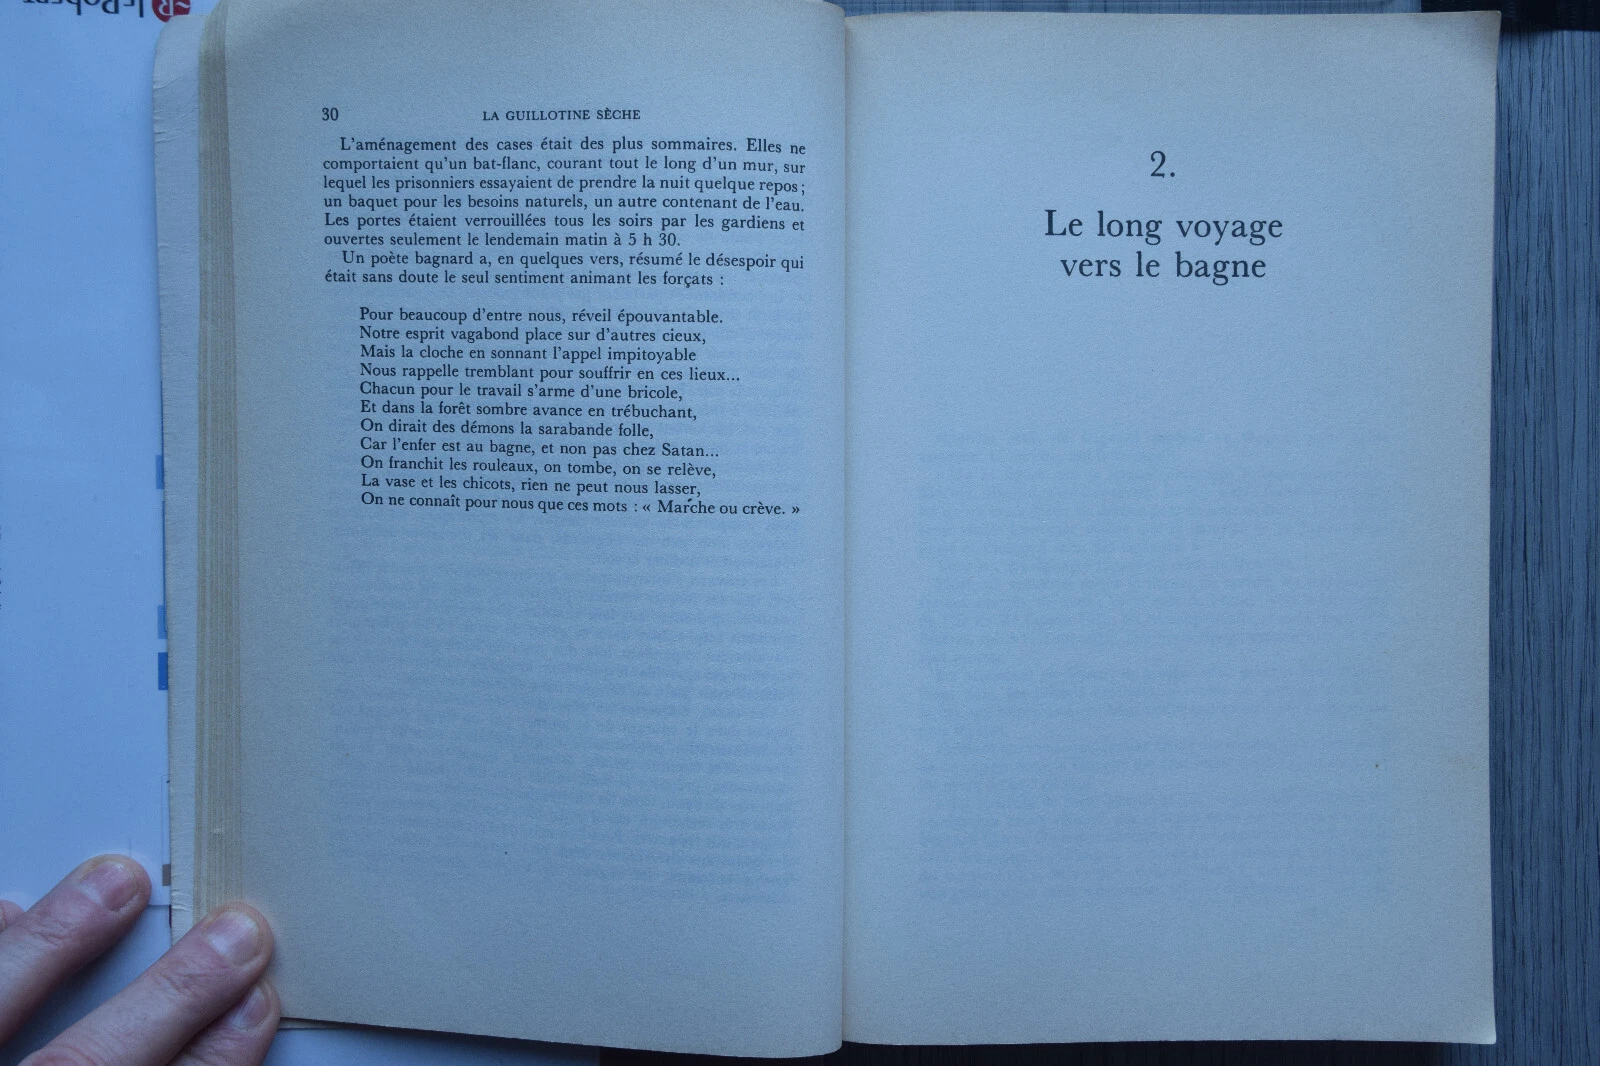 le Robert
30 LA GUILLOTINE SÈCHE
L'aménagement des cases était des plus sommaires. Elles ne
comportaient qu'un bat-flanc, courant tout le long d'un mur, sur
lequel les prisonniers essayaient de prendre la nuit quelque repos ;
un baquet pour les besoins naturels, un autre contenant de l'eau.
Les portes étaient verrouillées tous les soirs par les gardiens et
ouvertes seulement le lendemain matin à 5 h 30.
Un poète bagnard a, en quelques vers, résumé le désespoir qui
était sans doute le seul sentiment animant les forçats :
Pour beaucoup d'entre nous, réveil épouvantable.
Notre esprit vagabond place sur d'autres cieux,
Mais la cloche en sonnant l'appel impitoyable
Nous rappelle tremblant pour souffrir en ces lieux...
Chacun pour le travail s'arme d'une bricole,
Et dans la forêt sombre avance en trébuchant,
On dirait des démons la sarabande folle,
Car l'enfer est au bagne, et non pas chez Satan...
On franchit les rouleaux, on tombe, on se relève,
La vase et les chicots, rien ne peut nous lasser,
On ne connaît pour nous que ces mots : « Marche ou crève. »
2.
Le long voyage
vers le bagne